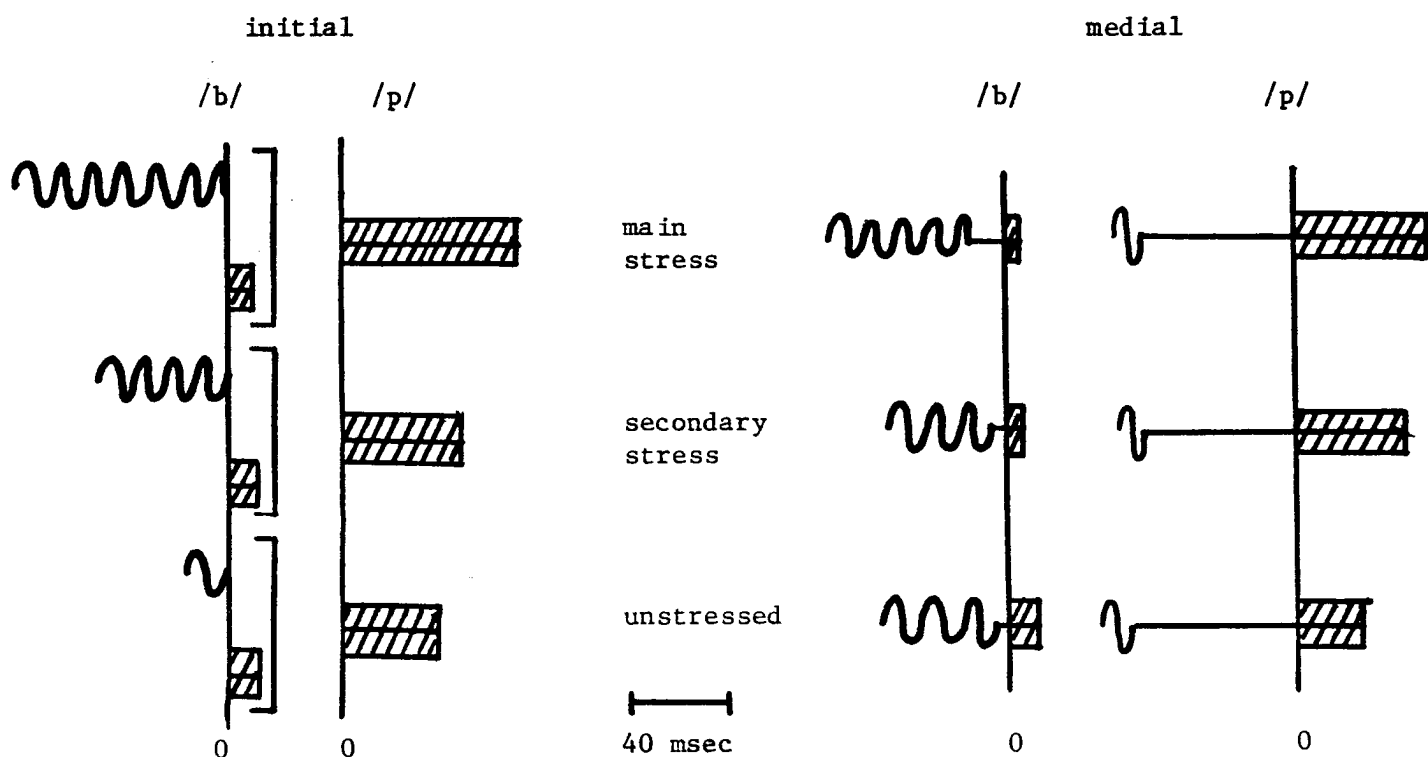 initial
medial
/b/
/p/
/b/
/p/
main
stress
secondary
stress
unstressed
0
0
40 msec
0
0